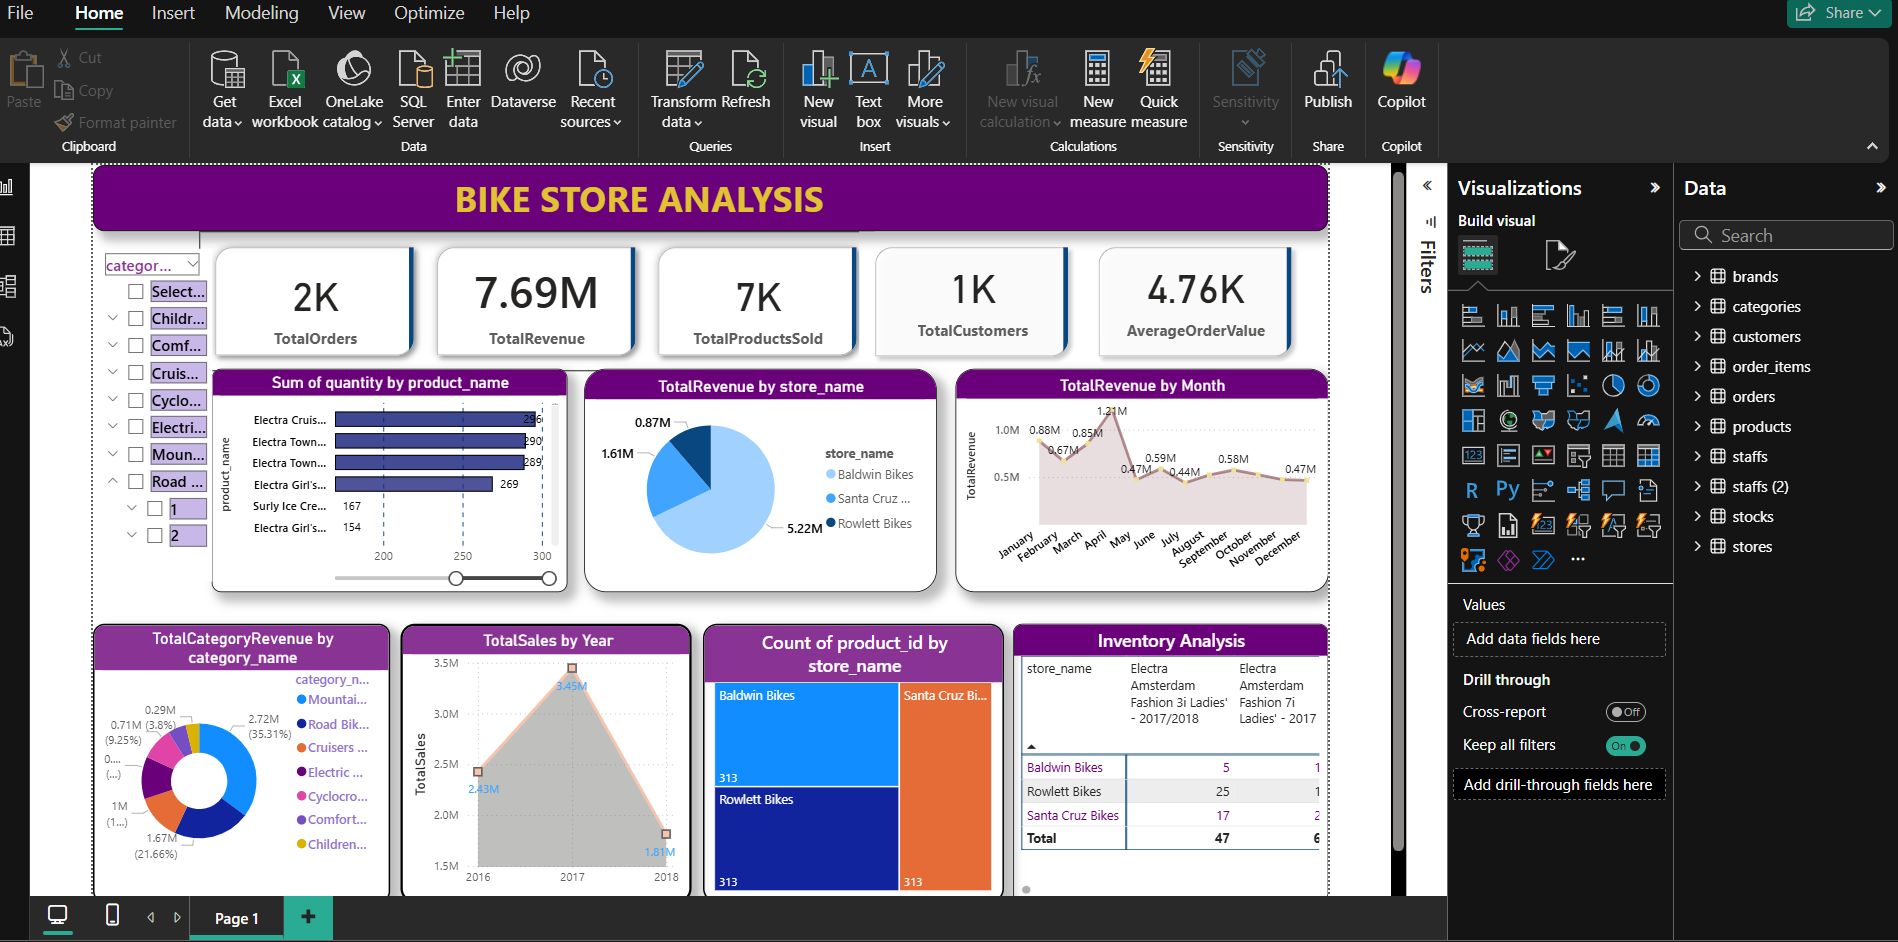 File Home Insert Modeling View Optimize Help
Share
Paste
Cut
Copy
Format painter
Clipboard
Get data
Excel workbook
OneLake catalog
SQL Server
Enter data
Dataverse
Recent sources
Data
Transform data
Refresh
Queries
New visual
Text box
More visuals
Insert
New visual calculation
New measure
Quick measure
Calculations
Sensitivity
Sensitivity
Publish
Share
Copilot
Copilot
BIKE STORE ANALYSIS
categor...
Select...
Childr...
Comf...
Cruis...
Cyclo...
Electri...
Moun...
Road ...
1
2
2K
TotalOrders
7.69M
TotalRevenue
7K
TotalProductsSold
1K
TotalCustomers
4.76K
AverageOrderValue
Sum of quantity by product_name
product_name
Electra Cruis... 296
Electra Town... 290
Electra Town... 289
Electra Girl's... 269
Surly Ice Cre... 167
Electra Girl's... 154
200 250 300
TotalRevenue by store_name
0.87M
1.61M
5.22M
store_name
Baldwin Bikes
Santa Cruz ...
Rowlett Bikes
TotalRevenue by Month
TotalRevenue
1.0M
0.5M
0.88M
0.67M
0.85M
1.21M
0.47M
0.59M
0.44M
0.58M
0.47M
January
February
March
April
May
June
July
August
September
October
November
December
TotalCategoryRevenue by
category_name
0.29M
(3.8%)
0.71M
(9.25%)
0....
(...)
1M
(1...)
1.67M
(21.66%)
2.72M
(35.31%)
category_n...
Mountai...
Road Bik...
Cruisers ...
Electric ...
Cyclocro...
Comfort...
Children...
TotalSales by Year
TotalSales
3.5M
3.0M
2.5M
2.0M
1.5M
2.43M
3.45M
1.81M
2016 2017 2018
Count of product_id by
store_name
Baldwin Bikes
313
Rowlett Bikes
313
Santa Cruz Bi...
313
Inventory Analysis
store_name
Electra
Amsterdam
Fashion 3i Ladies'
- 2017/2018
Electra
Amsterdam
Fashion 7i
Ladies' - 2017
Baldwin Bikes 5 1
Rowlett Bikes 25 1
Santa Cruz Bikes 17 2
Total 47 6
Filters
Visualizations
Build visual
123
R
Py
123
Values
Add data fields here
Drill through
Cross-report Off
Keep all filters On
Add drill-through fields here
Data
Search
brands
categories
customers
order_items
orders
products
staffs
staffs (2)
stocks
stores
Page 1